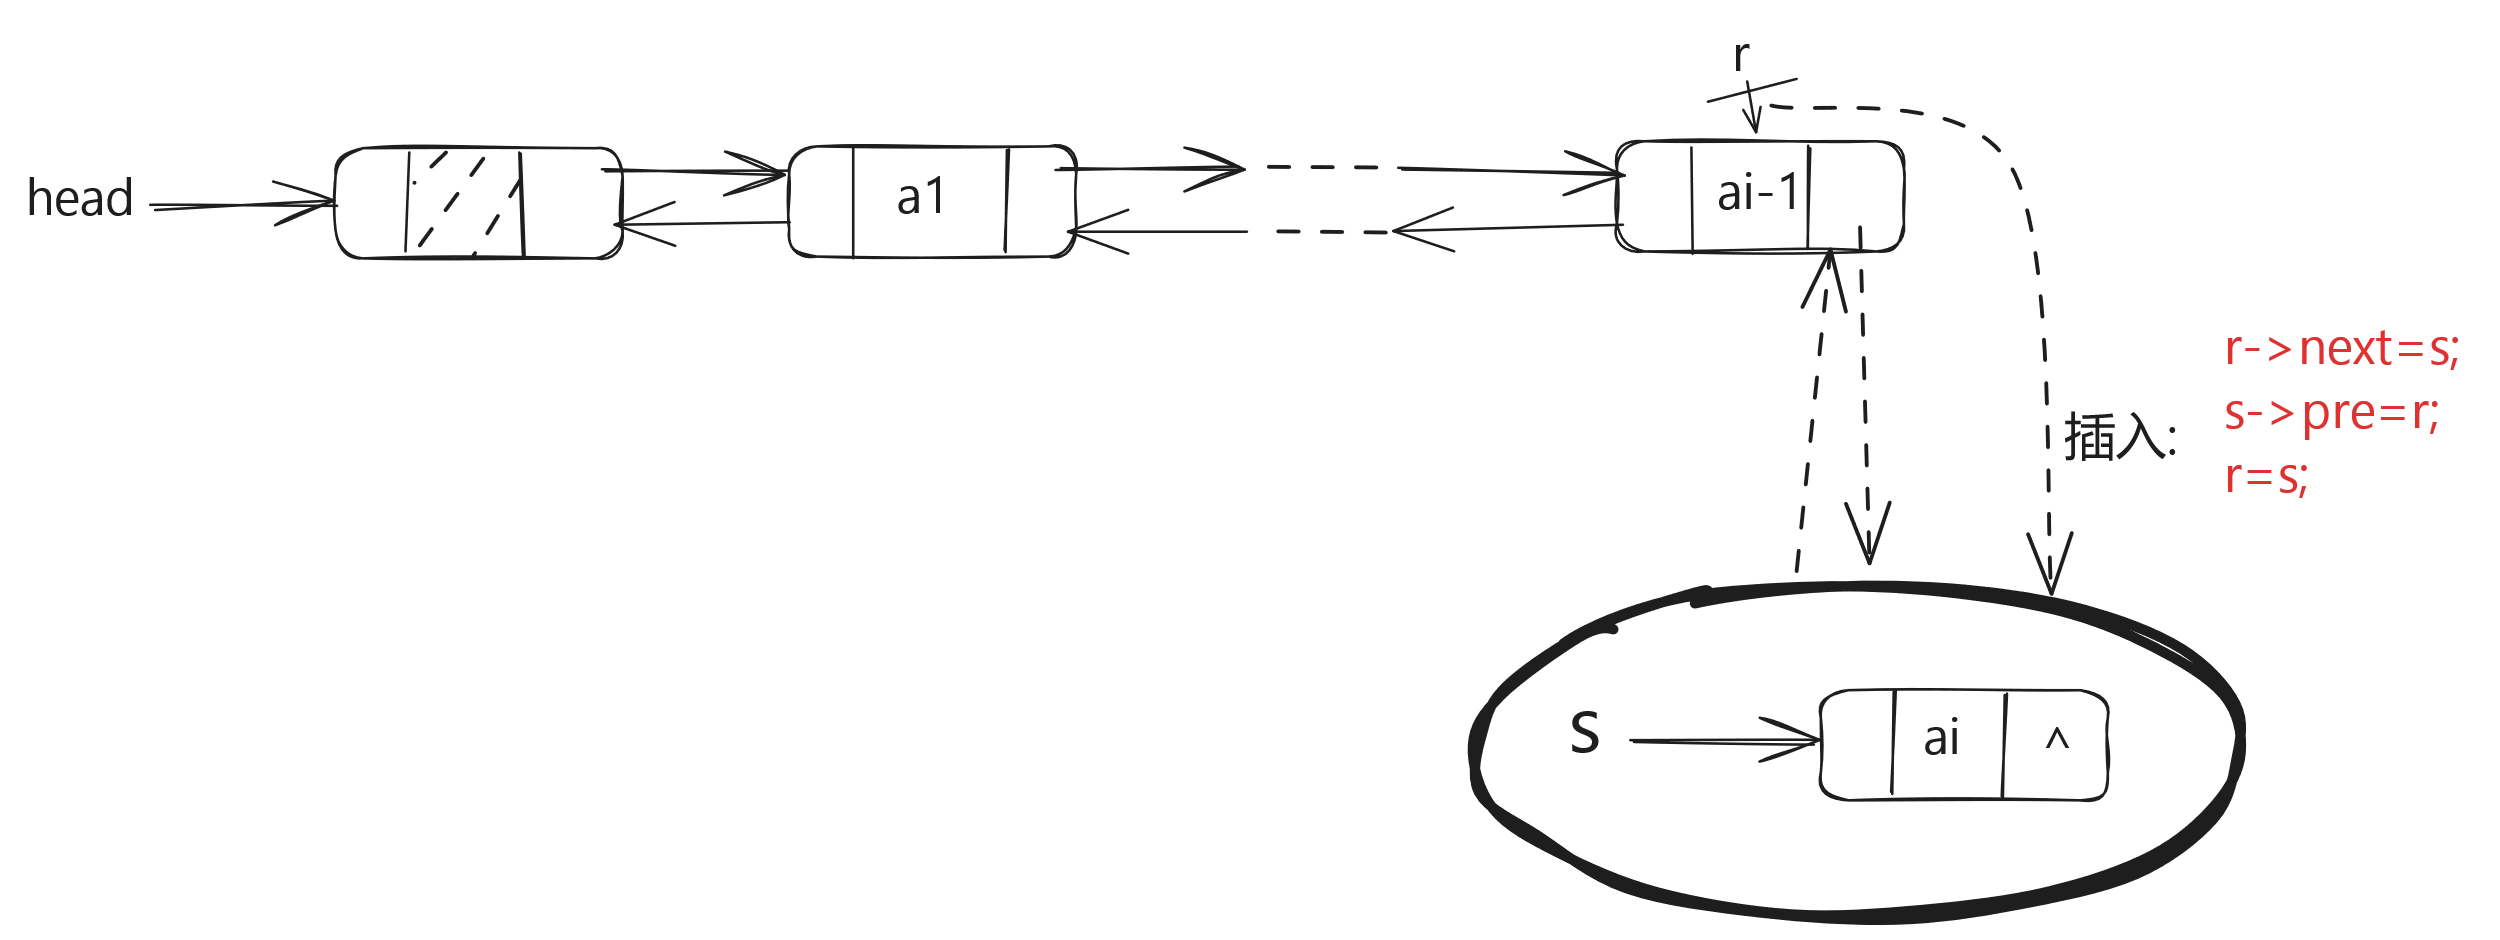 r
head
a1
ai-1
r->next=s;
s->pre=r;
插入:
r=s;
s
ai
^